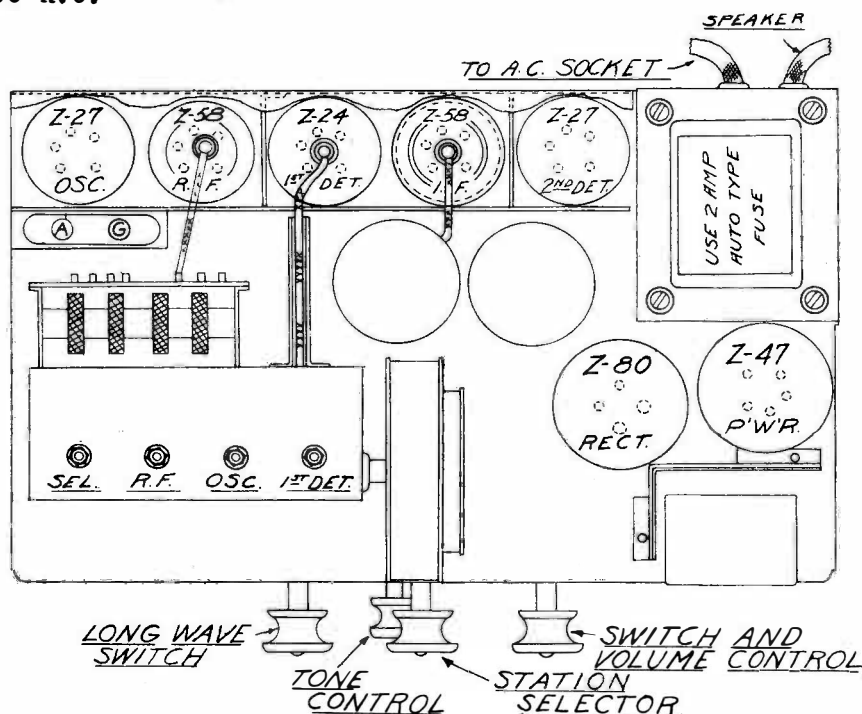 SPEAKER
TO A.C. SOCKET
Z-27
OSC.
Z-58
R.F.
Z-24
1ST DET.
Z-58
I.F.
Z-27
2ND DET.
USE 2 AMP
AUTO TYPE
FUSE
A
G
Z-80
RECT.
Z-47
P'W'R.
SEL.
R.F.
OSC.
1ST DET.
LONG WAVE
SWITCH
TONE
CONTROL
STATION
SELECTOR
SWITCH AND
VOLUME CONTROL